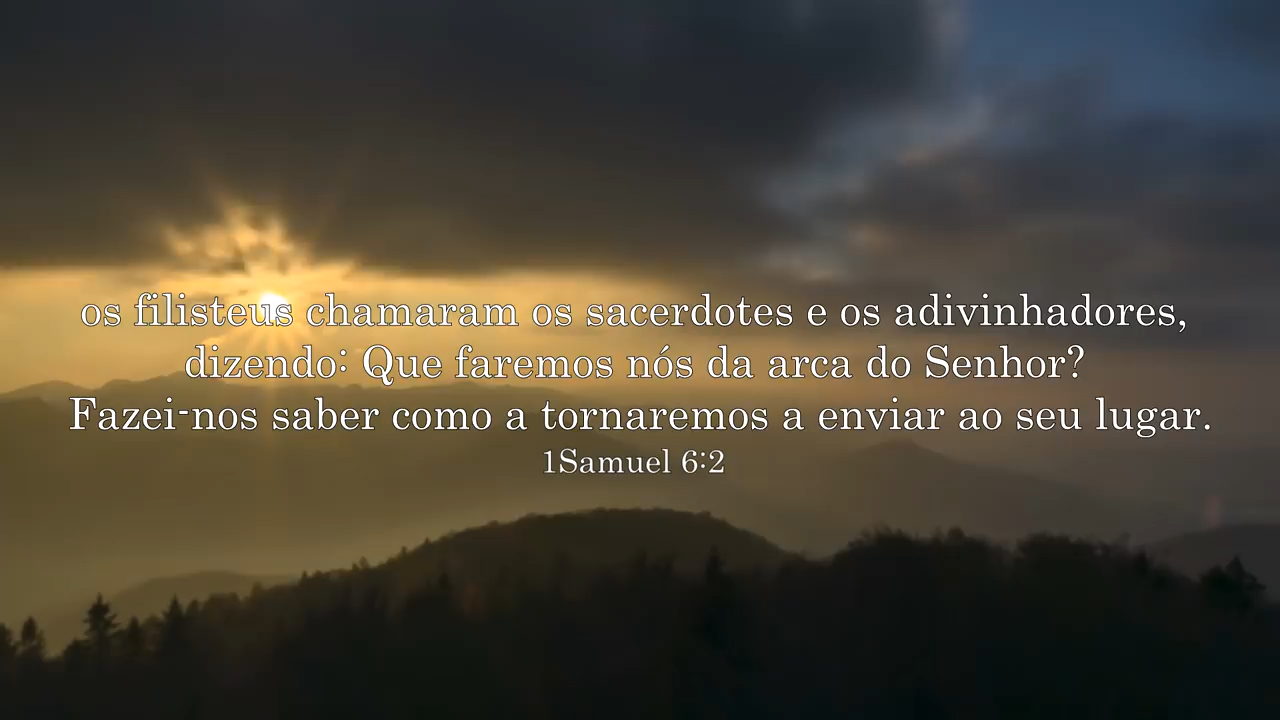 os filisteus chamaram os sacerdotes e os adivinhadores,
dizendo: Que faremos nós da arca do Senhor?
Fazei-nos saber como a tornaremos a enviar ao seu lugar.
1Samuel 6:2